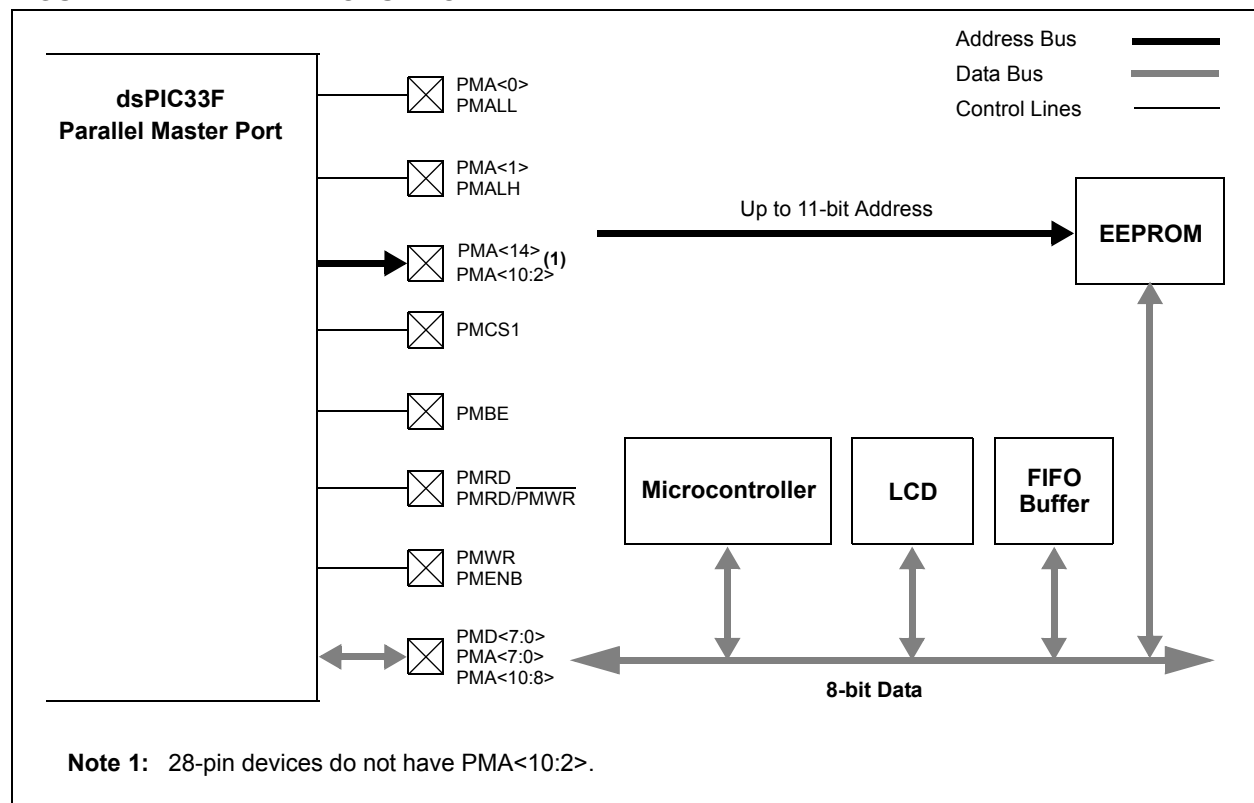 Address Bus
Data Bus
Control Lines
dsPIC33F
Parallel Master Port
PMA<0>
PMALL
PMA<1>
PMALH
PMA<14>
(1)
PMA<10:2>
PMCS1
PMBE
PMRD
PMRD/PMWR
PMWR
PMENB
PMD<7:0>
PMA<7:0>
PMA<10:8>
Up to 11-bit Address
EEPROM
Microcontroller
LCD
FIFO
Buffer
8-bit Data
Note 1: 28-pin devices do not have PMA<10:2>.